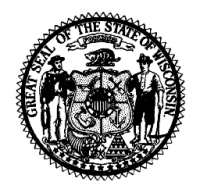 GREAT SEAL OF THE STATE OF WISCONSIN